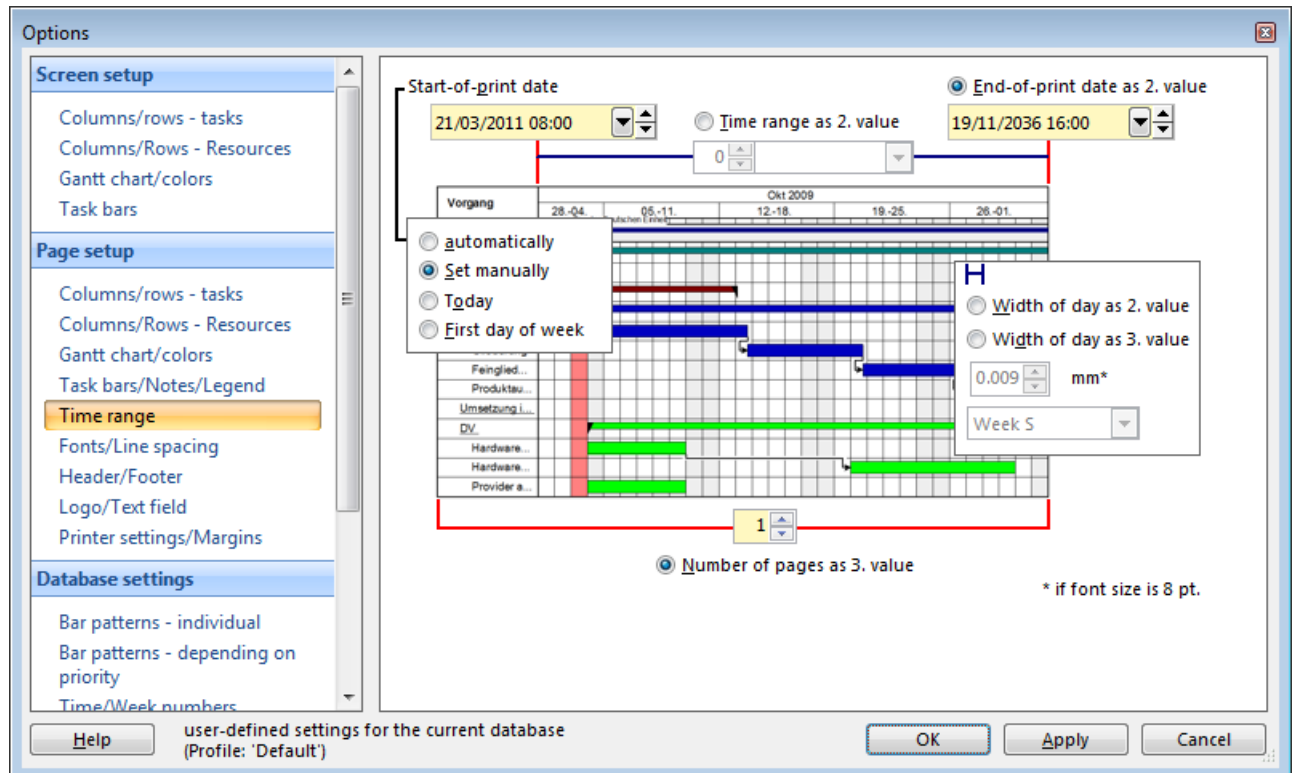 Options
Screen setup
Columns/rows - tasks
Columns/Rows - Resources
Gantt chart/colors
Task bars
Page setup
Columns/rows - tasks
Columns/Rows - Resources
Gantt chart/colors
Task bars/Notes/Legend
Time range
Fonts/Line spacing
Header/Footer
Logo/Text field
Printer settings/Margins
Database settings
Bar patterns - individual
Bar patterns - depending on
priority
Time/Week numbers
Start-of-print date
End-of-print date as 2. value
21/03/2011 08:00
Time range as 2. value
19/11/2036 16:00
0
Vorgang
Okt 2009
28.-04.
05.-11.
12.-18.
19.-25.
26.-01.
automatically
Set manually
Today
First day of week
Width of day as 2. value
Width of day as 3. value
0.009
mm*
Week S
Feinglied...
Produktau...
Umsetzung i...
DV
Hardware...
Hardware...
Provider a...
1
Number of pages as 3. value
* if font size is 8 pt.
Help
user-defined settings for the current database
(Profile: 'Default')
OK
Apply
Cancel